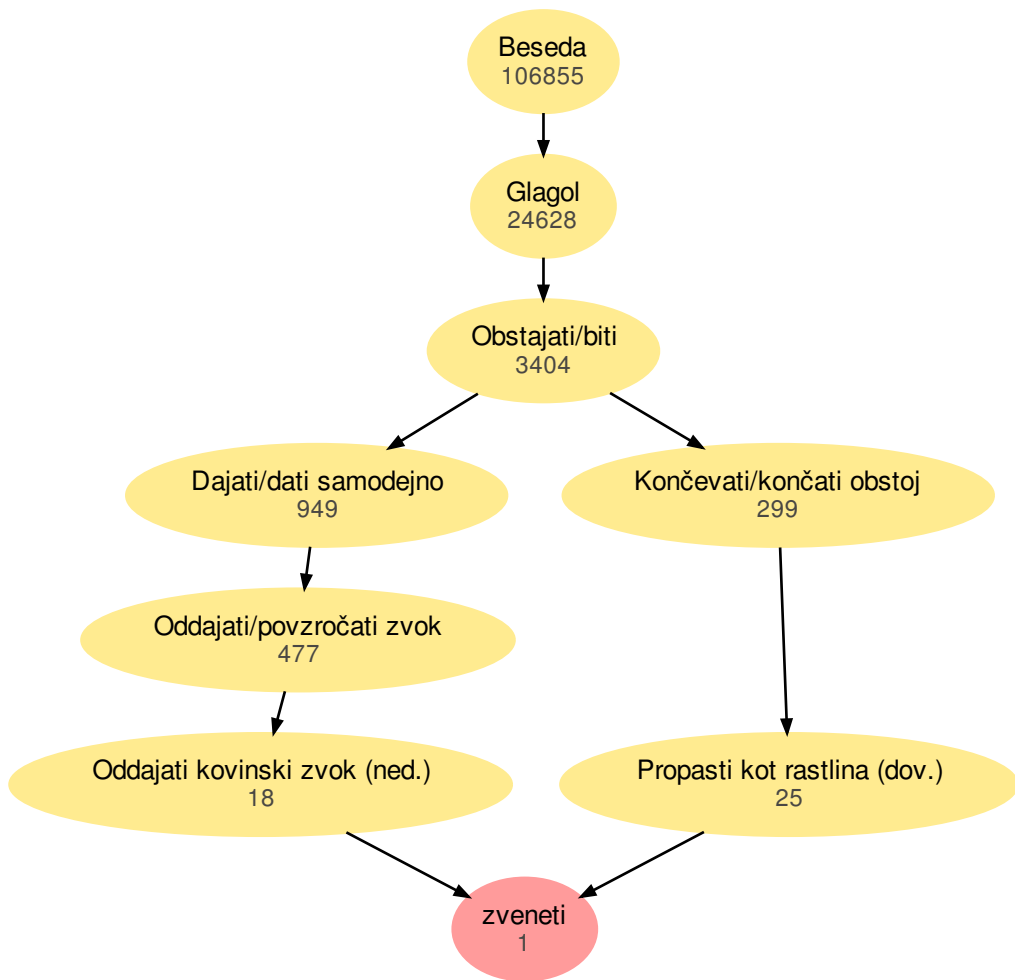 Beseda
106855
Glagol
24628
Obstajati/biti
3404
Dajati/dati samodejno
949
Končevati/končati obstoj
299
Oddajati/povzročati zvok
477
Oddajati kovinski zvok (ned.)
18
Propasti kot rastlina (dov.)
25
zveneti
1